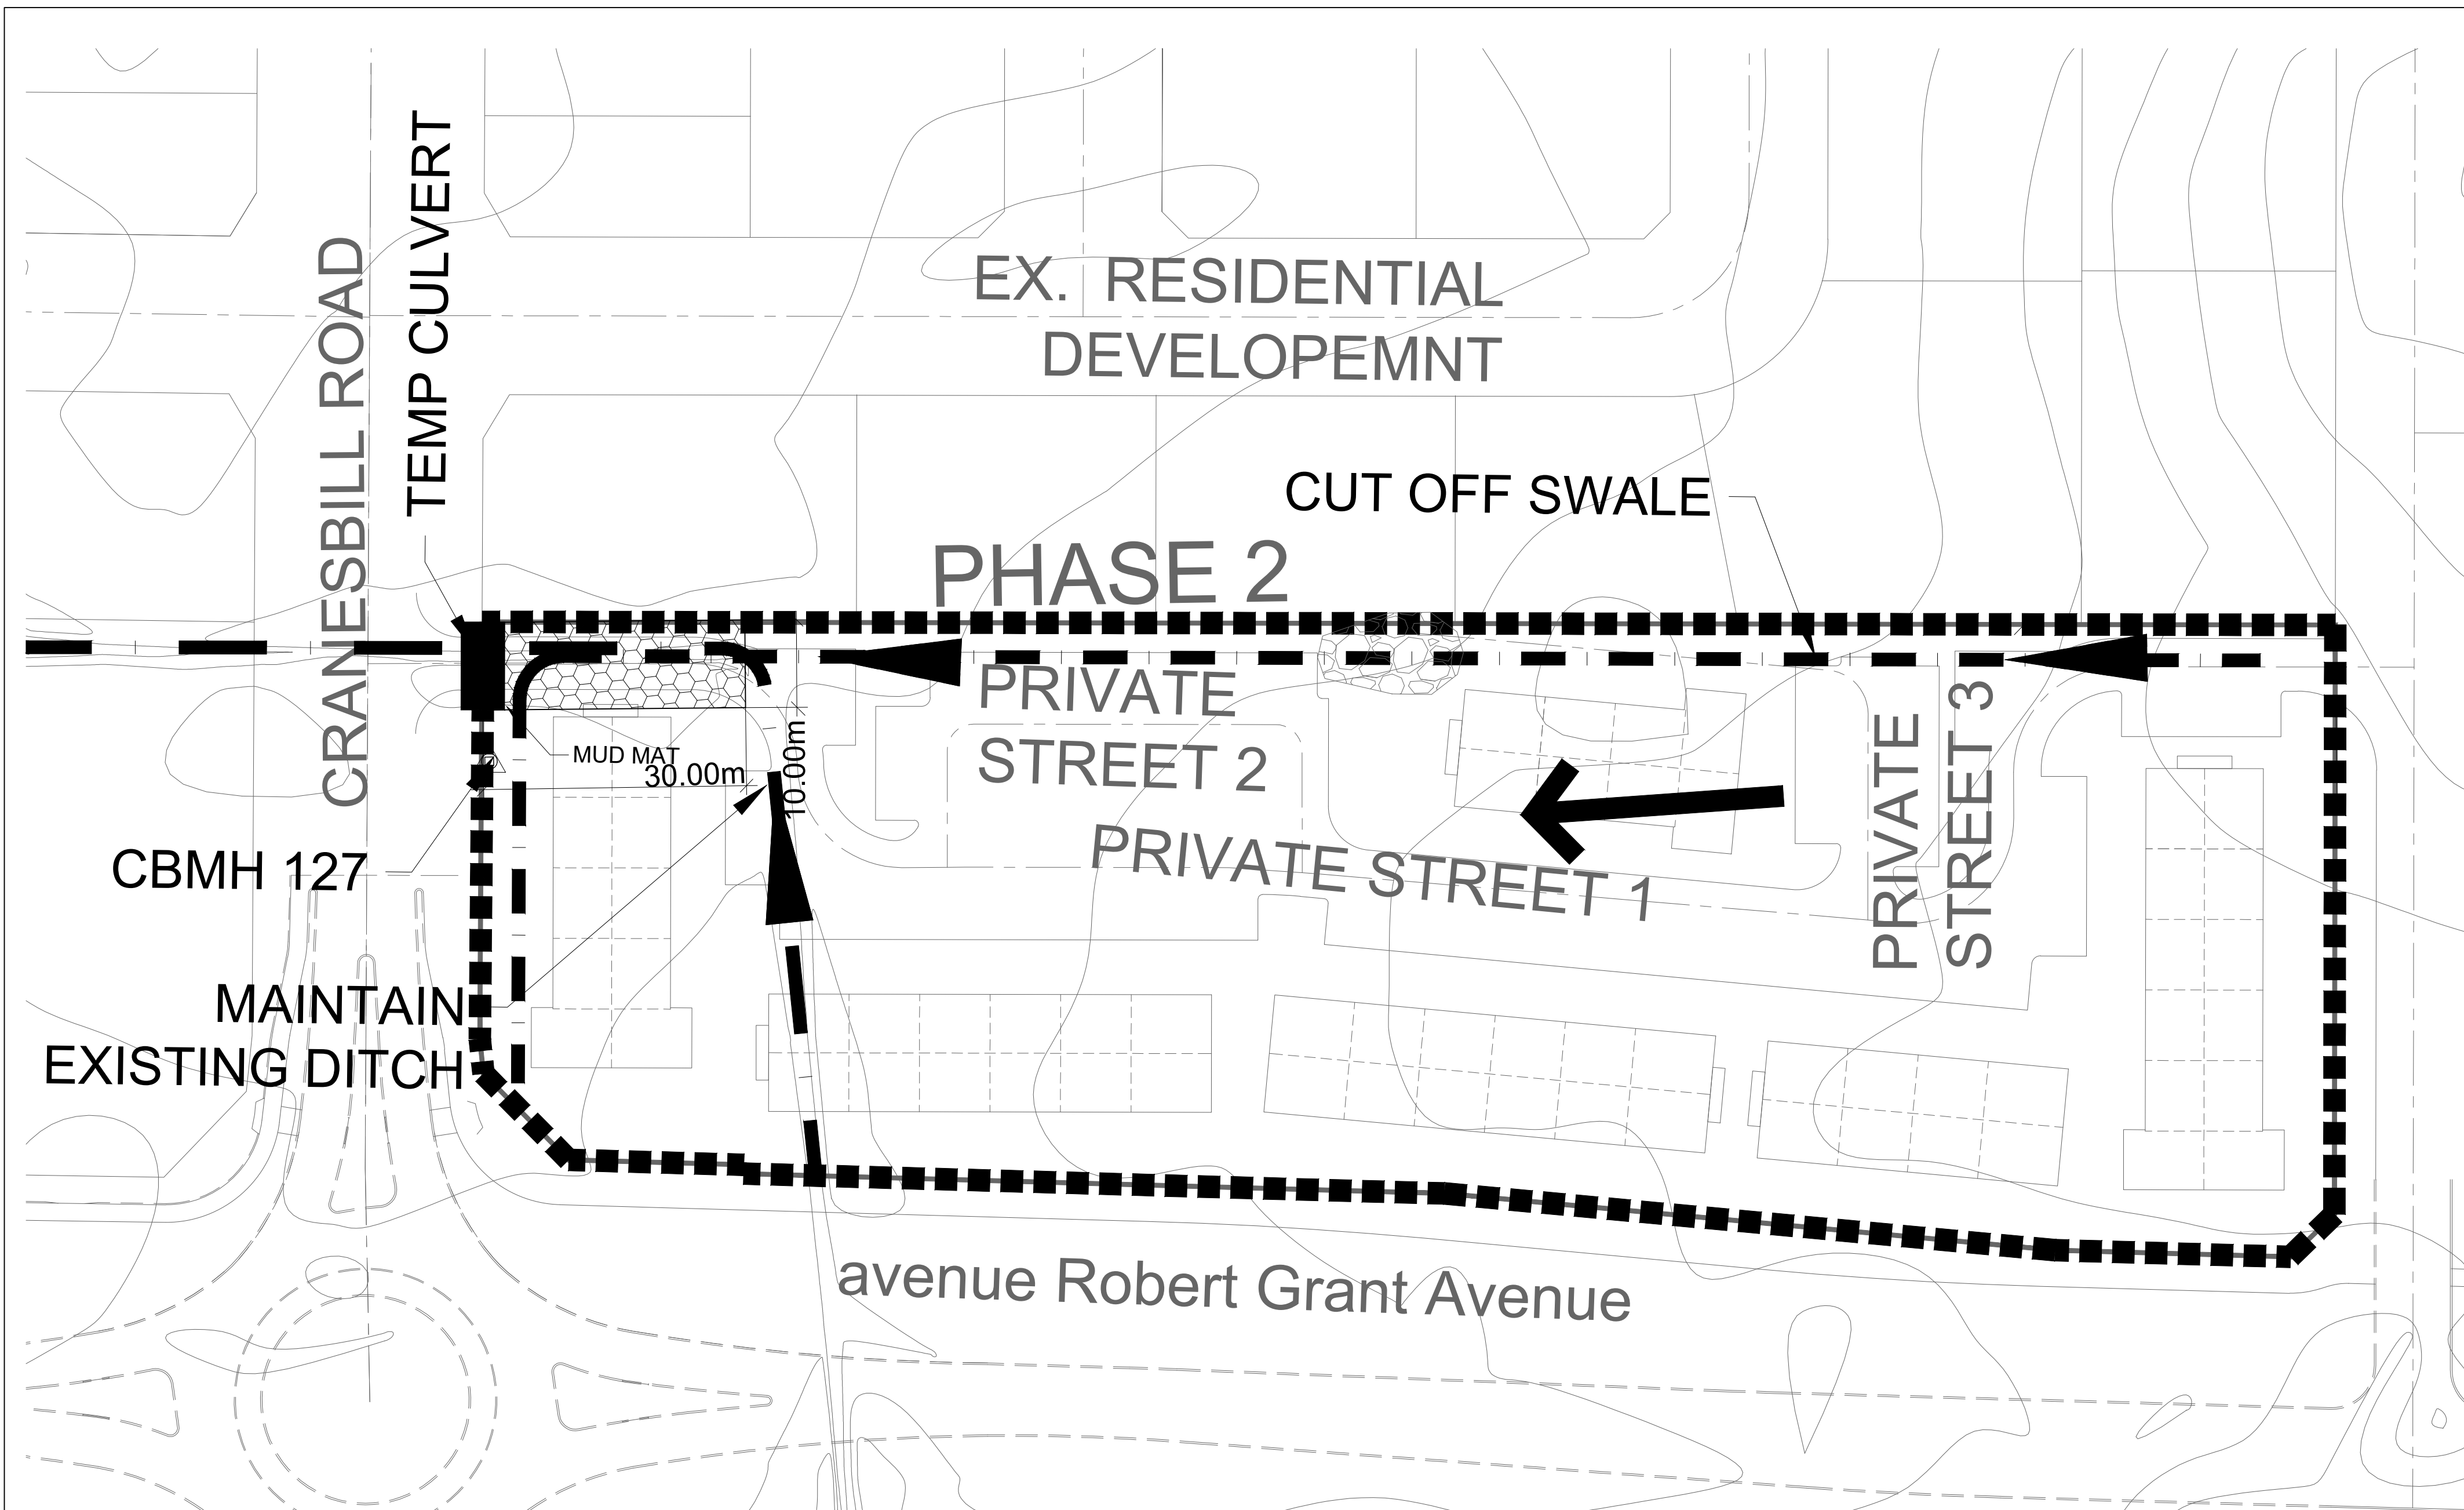 CRANESBILL ROAD
TEMP CULVERT
EX. RESIDENTIAL
DEVELOPEMNT
CUT OFF SWALE
PHASE 2
PRIVATE
STREET 2
PRIVATE
STREET 3
MUD MAT
30.00m
10.00m
PRIVATE STREET 1
CBMH 127
MAINTAIN
EXISTING DITCH
avenue Robert Grant Avenue